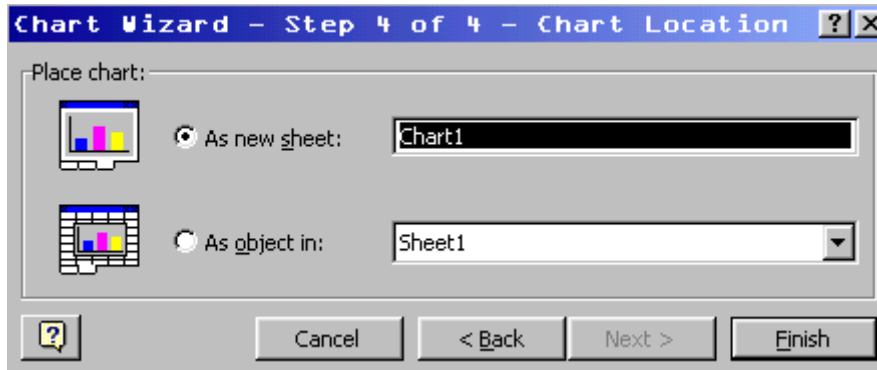 Chart Wizard - Step 4 of 4 - Chart Location
Place chart:
As new sheet: Chart1
As object in: Sheet1
Cancel < Back Next > Finish